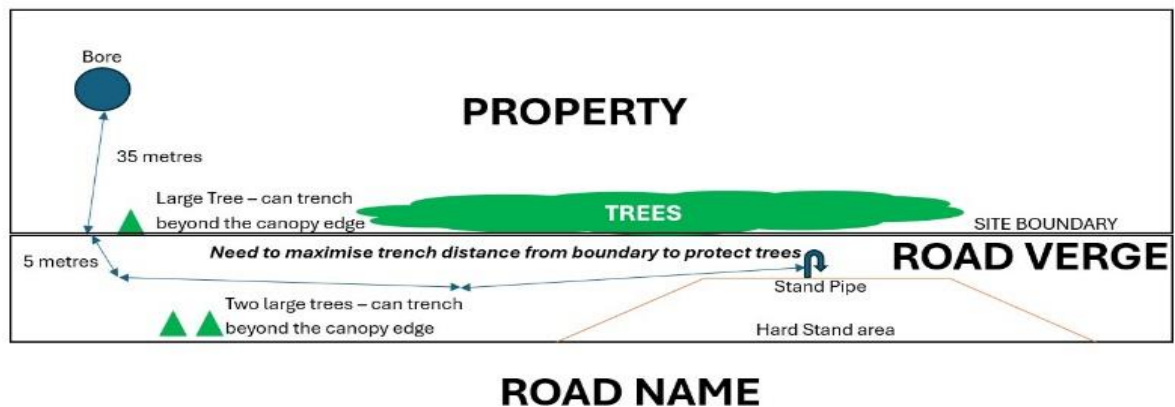 Bore
PROPERTY
35 metres
Large Tree – can trench
beyond the canopy edge
TREES
SITE BOUNDARY
5 metres
Need to maximise trench distance from boundary to protect trees
ROAD VERGE
Stand Pipe
Two large trees – can trench
beyond the canopy edge
Hard Stand area
ROAD NAME